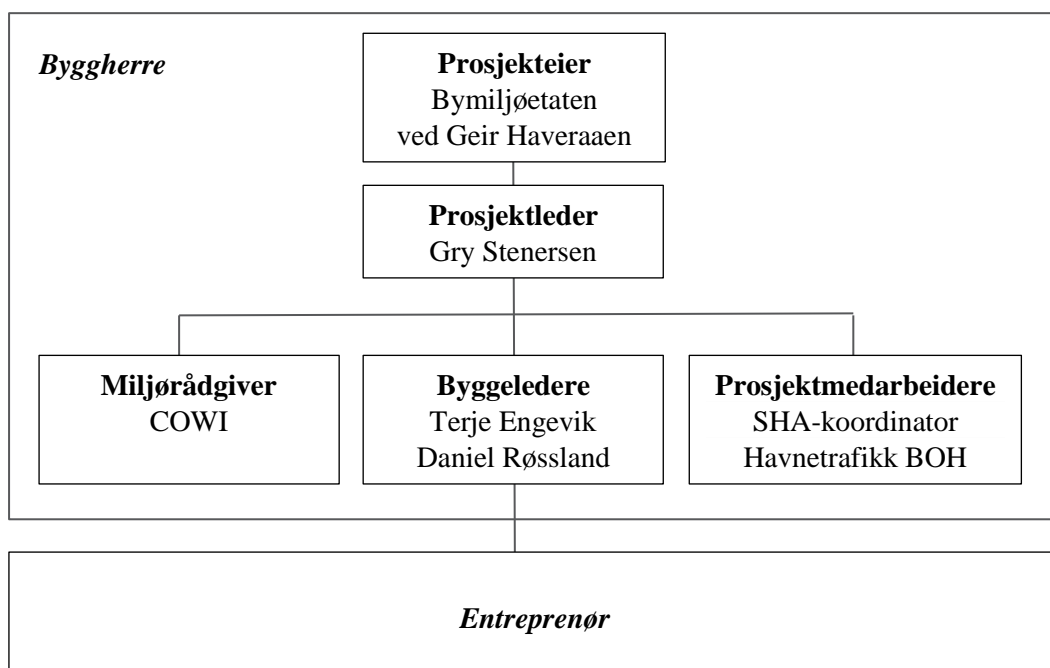 Byggherre
Prosjekteier
Bymiljøetaten
ved Geir Haveraaen
Prosjektleder
Gry Stenersen
Miljørådgiver
COWI
Byggeledere
Terje Engevik
Daniel Røssland
Prosjektmedarbeidere
SHA-koordinator
Havnetrafikk BOH
Entreprenør